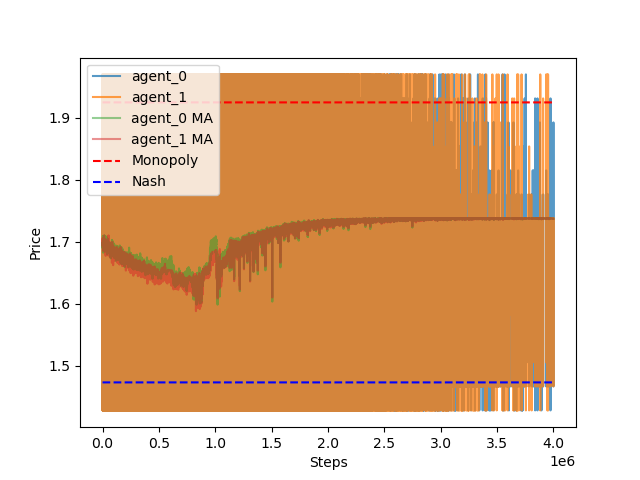 agent_0
agent_1
agent_0 MA
agent_1 MA
Monopoly
Nash
Price
1.9
1.8
1.7
1.6
1.5
0.0 0.5 1.0 1.5 2.0 2.5 3.0 3.5 4.0
Steps
1e6